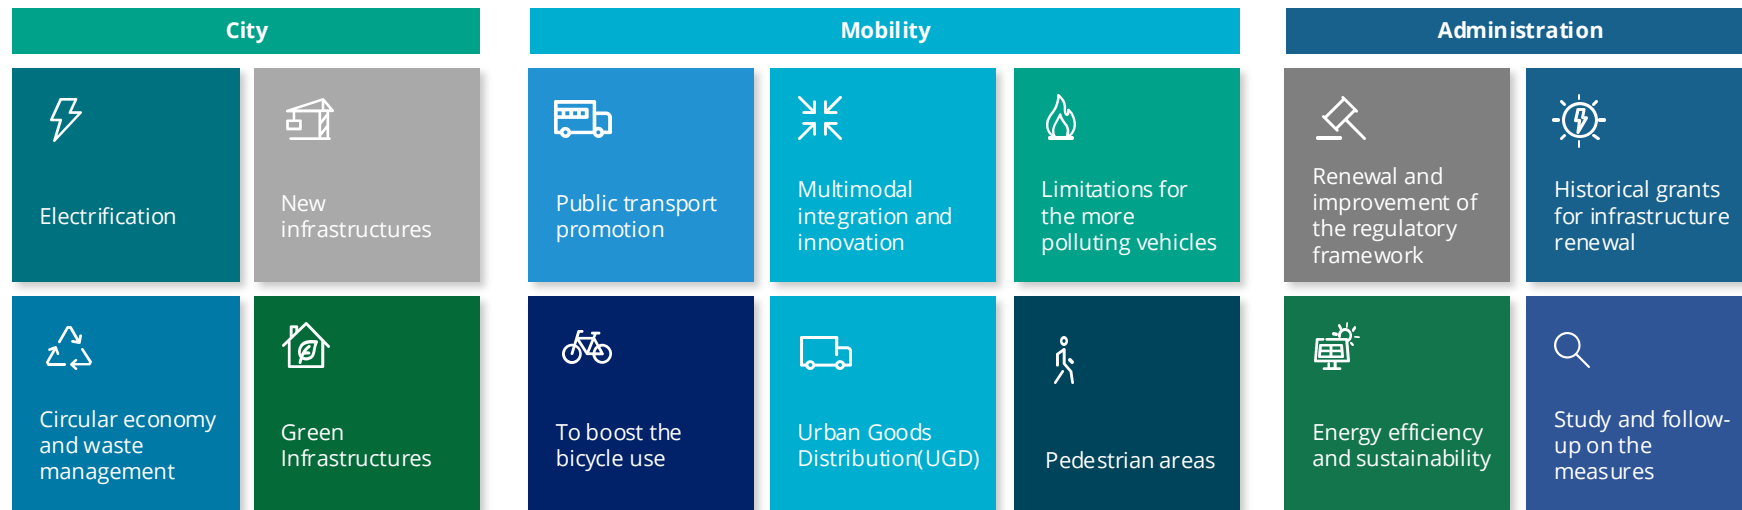 City
Electrification
New
infrastructures
Circular economy
and waste
management
Green
Infrastructures
Mobility
Public transport
promotion
Multimodal
integration and
innovation
Limitations for
the more
polluting vehicles
To boost the
bicycle use
Urban Goods
Distribution(UGD)
Pedestrian areas
Administration
Renewal and
improvement of
the regulatory
framework
Historical grants
for infrastructure
renewal
Energy efficiency
and sustainability
Study and follow-
up on the
measures